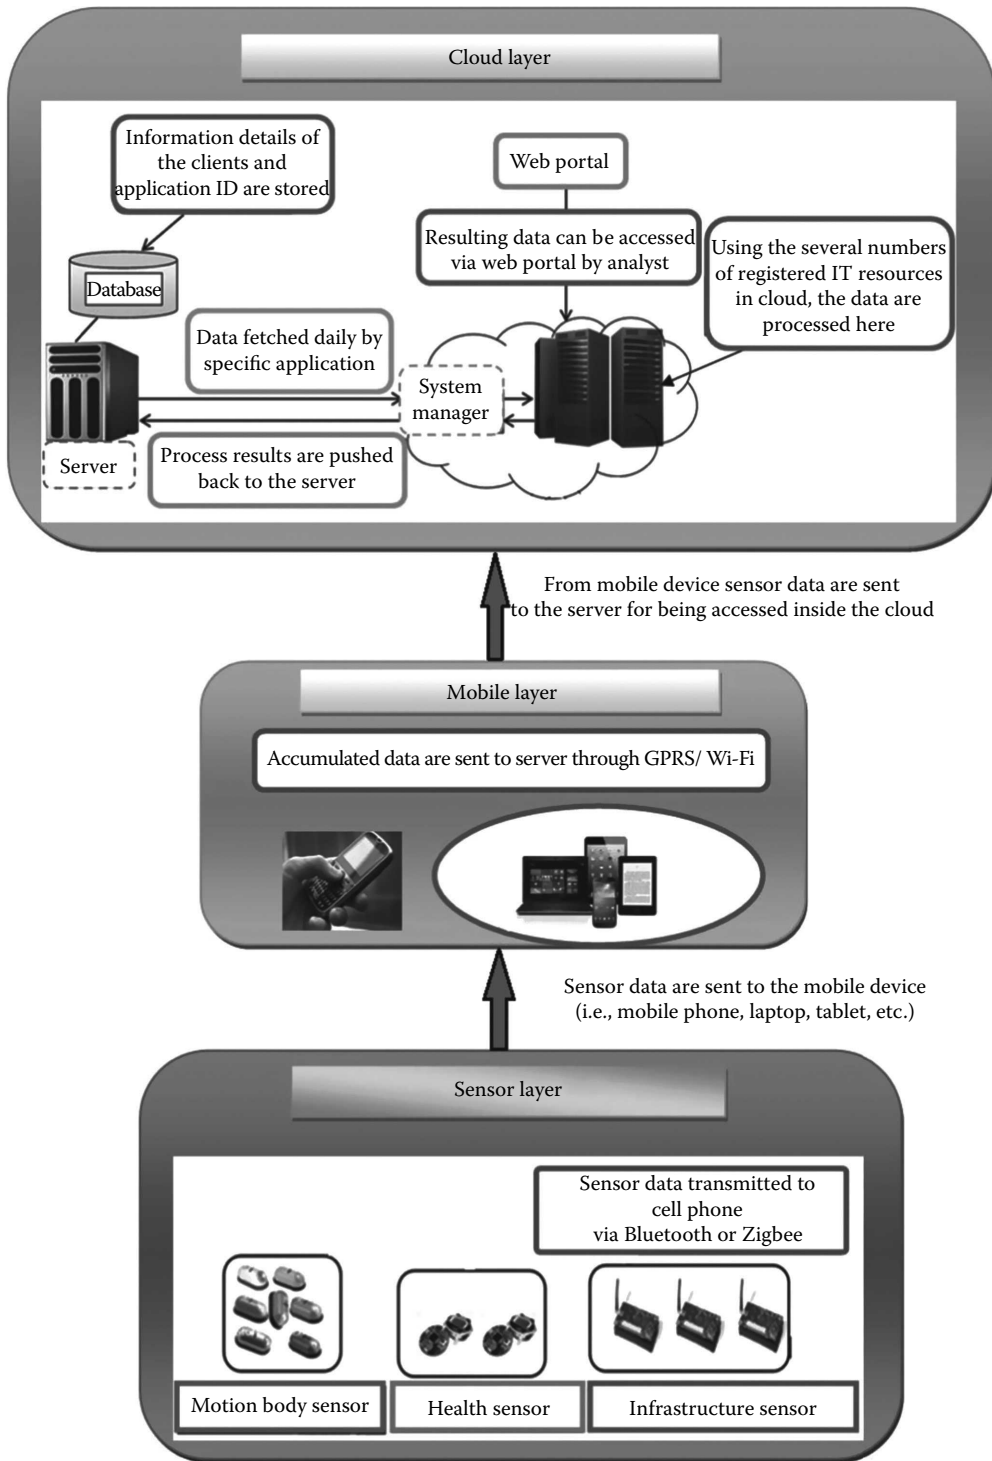 Cloud layer
Information details of
the clients and
application ID are stored
Web portal
Resulting data can be accessed
via web portal by analyst
Using the several numbers
of registered IT resources
in cloud, the data are
processed here
Database
Data fetched daily by
specific application
System
manager
Server
Process results are pushed
back to the server
From mobile device sensor data are sent
to the server for being accessed inside the cloud
Mobile layer
Accumulated data are sent to server through GPRS/ Wi-Fi
Sensor data are sent to the mobile device
(i.e., mobile phone, laptop, tablet, etc.)
Sensor layer
Sensor data transmitted to
cell phone
via Bluetooth or Zigbee
Motion body sensor
Health sensor
Infrastructure sensor